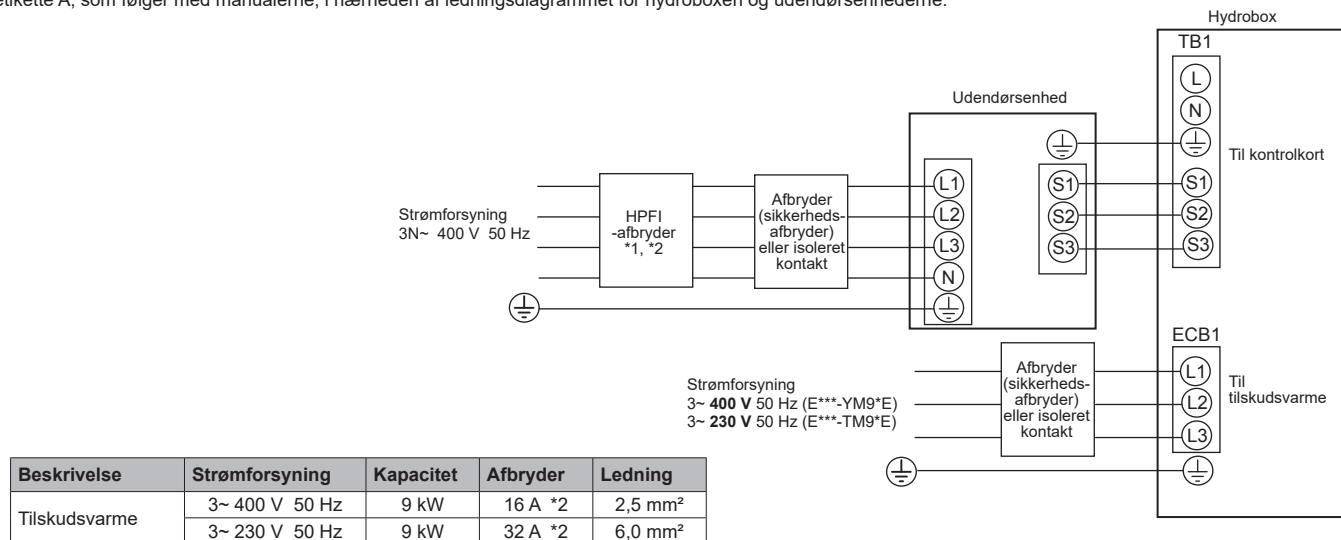 etikette A, som følger med manualerne, i nærheden af ledningsdiagrammet for hydroboxen og udendørsenhederne.
Hydrobox
TB1
L
N
Til kontrolkort
S1
S2
S3
Udendørsenhed
L1
L2
L3
N
S1
S2
S3
Strømforsyning
3N~ 400 V 50 Hz
HPFI
-afbryder
*1, *2
Afbryder
(sikkerheds-
afbryder)
eller isoleret
kontakt
ECB1
L1
L2
L3
Til
tilskudsvarme
Strømforsyning
3~ 400 V 50 Hz (E***-YM9*E)
3~ 230 V 50 Hz (E***-TM9*E)
Afbryder
(sikkerheds-
afbryder)
eller isoleret
kontakt
Beskrivelse Strømforsyning Kapacitet Afbryder Ledning
Tilskudsvarme 3~ 400 V 50 Hz 9 kW 16 A *2 2,5 mm²
3~ 230 V 50 Hz 9 kW 32 A *2 6,0 mm²